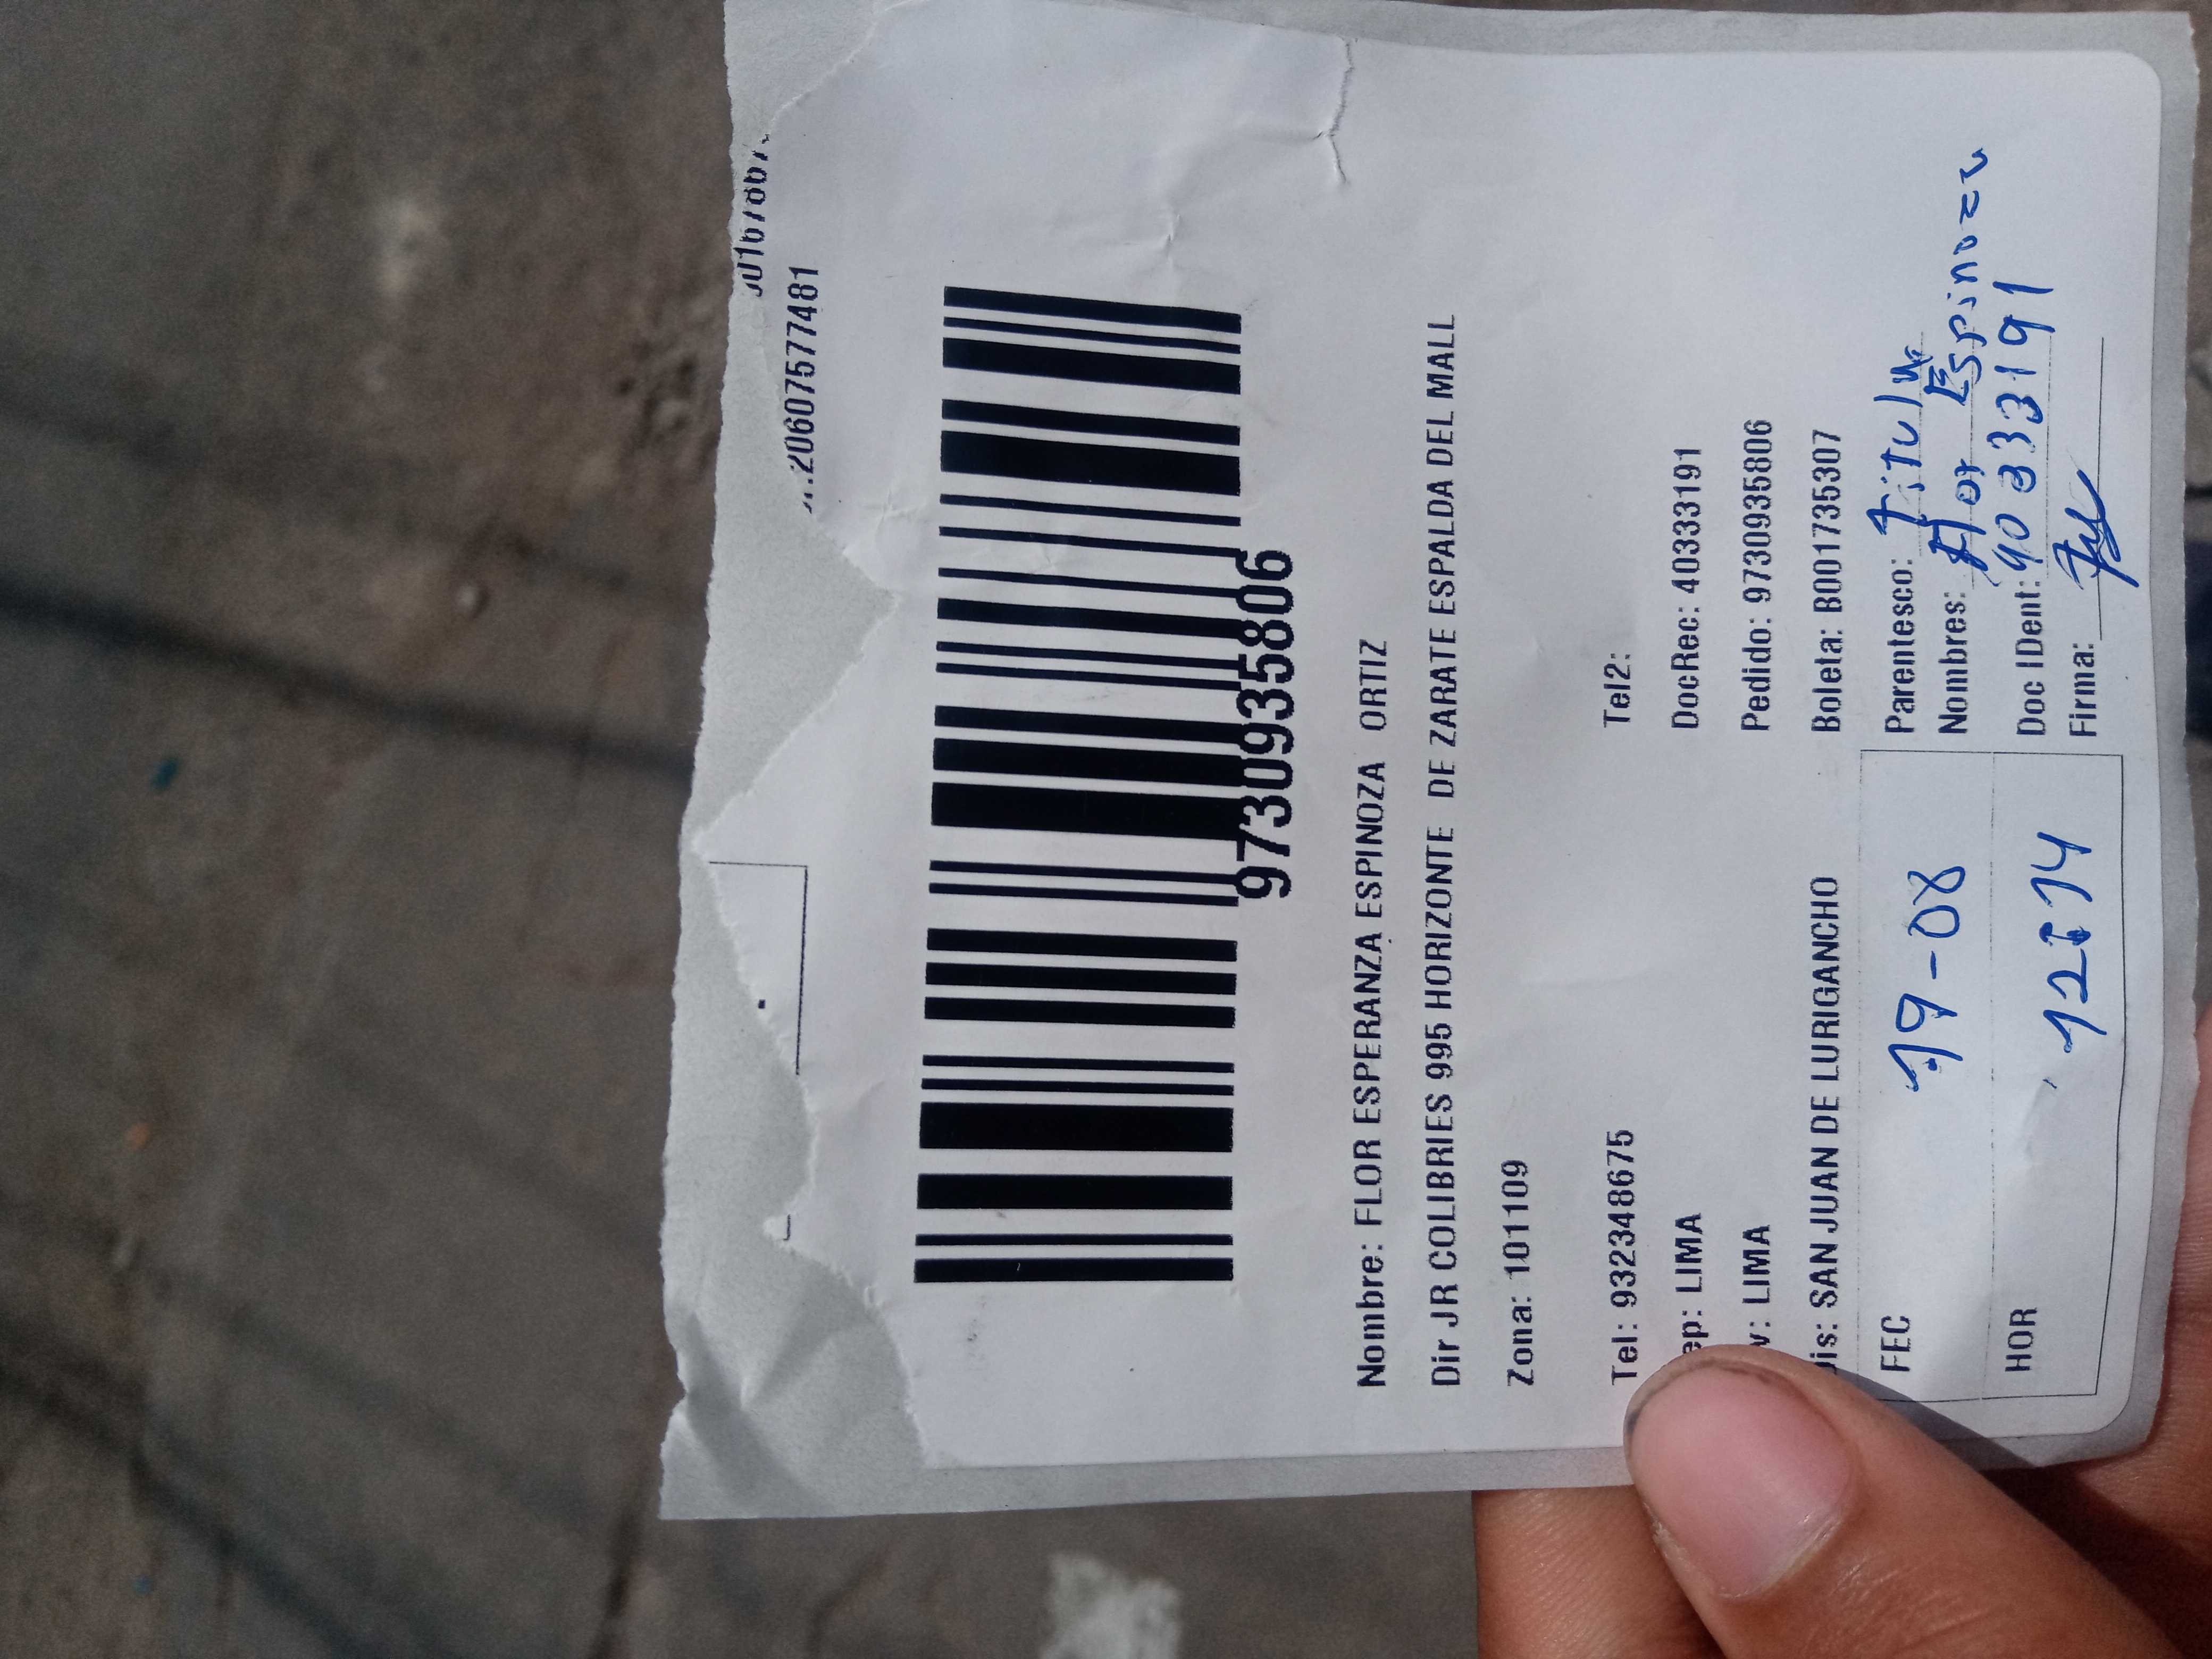 20607577481
9730935806
Nombre: FLOR ESPERANZA ESPINOZA ORTIZ
Dir JR COLIBRIES 995 HORIZONTE DE ZARATE ESPALDA DEL MALL
Zona: 101109
Tel: 932348675 Tel2:
ep: LIMA DocRec: 40333191
v: LIMA Pedido: 9730935806
is: SAN JUAN DE LURIGANCHO Boleta: B001735307
FEC 19-08 Parentesco: Titular
Nombres: Flor Espinoza
HOR 12:14 Doc IDent: 40333191
Firma: